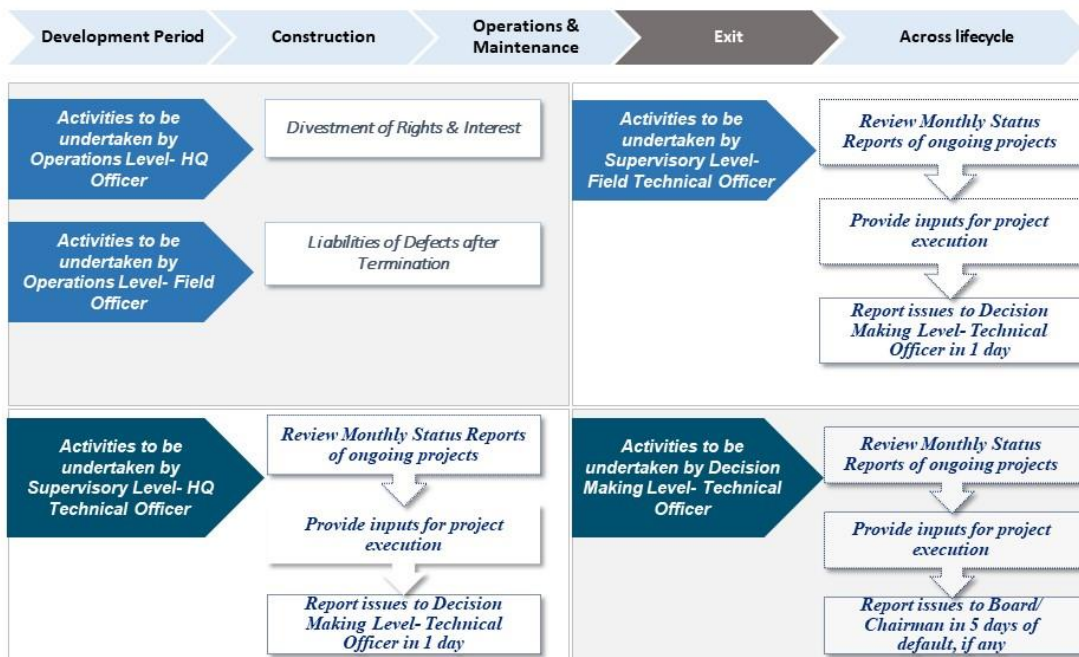 Development Period
Construction
Operations &
Maintenance
Exit
Across lifecycle
Activities to be
undertaken by
Operations Level- HQ
Officer
Divestment of Rights & Interest
Activities to be
undertaken by
Operations Level- Field
Officer
Liabilities of Defects after
Termination
Activities to be
undertaken by
Supervisory Level-
Field Technical Officer
Review Monthly Status
Reports of ongoing projects
Provide inputs for project
execution
Report issues to Decision
Making Level- Technical
Officer in 1 day
Activities to be
undertaken by
Supervisory Level- HQ
Technical Officer
Review Monthly Status Reports
of ongoing projects
Provide inputs for project
execution
Report issues to Decision
Making Level- Technical
Officer in 1 day
Activities to be
undertaken by Decision
Making Level- Technical
Officer
Review Monthly Status
Reports of ongoing projects
Provide inputs for project
execution
Report issues to Board/
Chairman in 5 days of
default, if any